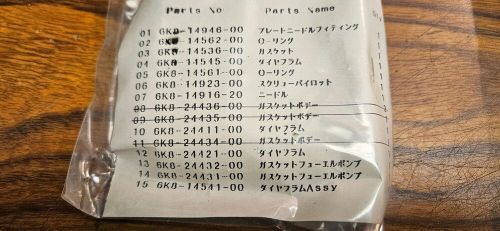 Parts No Parts Name Qty
01 6K8-14946-00 プレートニードルフィティング 1
02 6K8-14562-00 O-リング 1
03 6K8-14536-00 ガスケット 1
04 6K8-14545-00 ダイヤフラム 1
05 6K8-14561-00 O-リング 1
06 6K8-14923-00 スクリューパイロット 1
07 6K8-14916-20 ニードル 1
08 6K8-24436-00 ガスケットボデー
09 6K8-24435-00 ガスケットボデー
10 6K8-24411-00 ダイヤフラム
11 6K8-24434-00 ガスケットボデー
12 6K8-24421-00 ダイヤフラム
13 6K8-24432-00 ガスケットフューエルポンプ
14 6K8-24431-00 ガスケットフューエルポンプ
15 6K8-14541-00 ダイヤフラムAssy